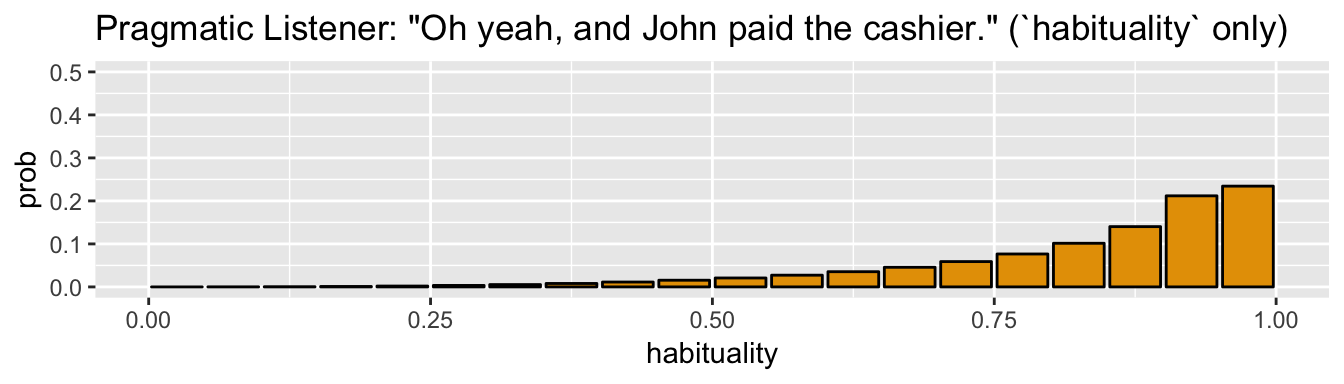 Pragmatic Listener: "Oh yeah, and John paid the cashier." (`habituality` only)
0.5
0.4
0.3
0.2
0.1
0.0
prob
0.00 0.25 0.50 0.75 1.00
habituality